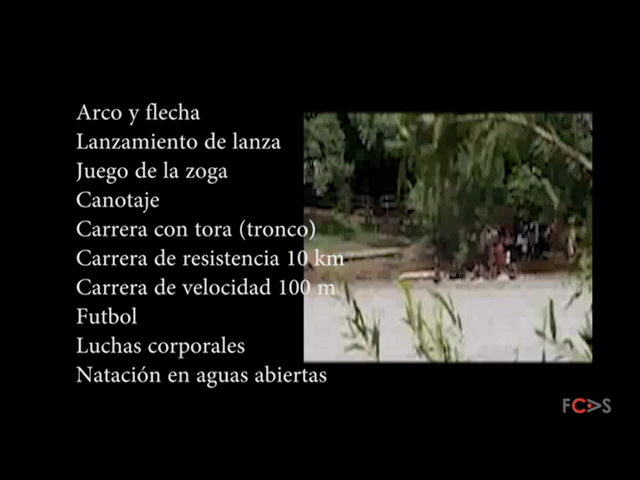 Arco y flecha
Lanzamiento de lanza
Juego de la zoga
Canotaje
Carrera con tora (tronco)
Carrera de resistencia 10 km
Carrera de velocidad 100 m
Futbol
Luchas corporales
Natación en aguas abiertas
FCAS